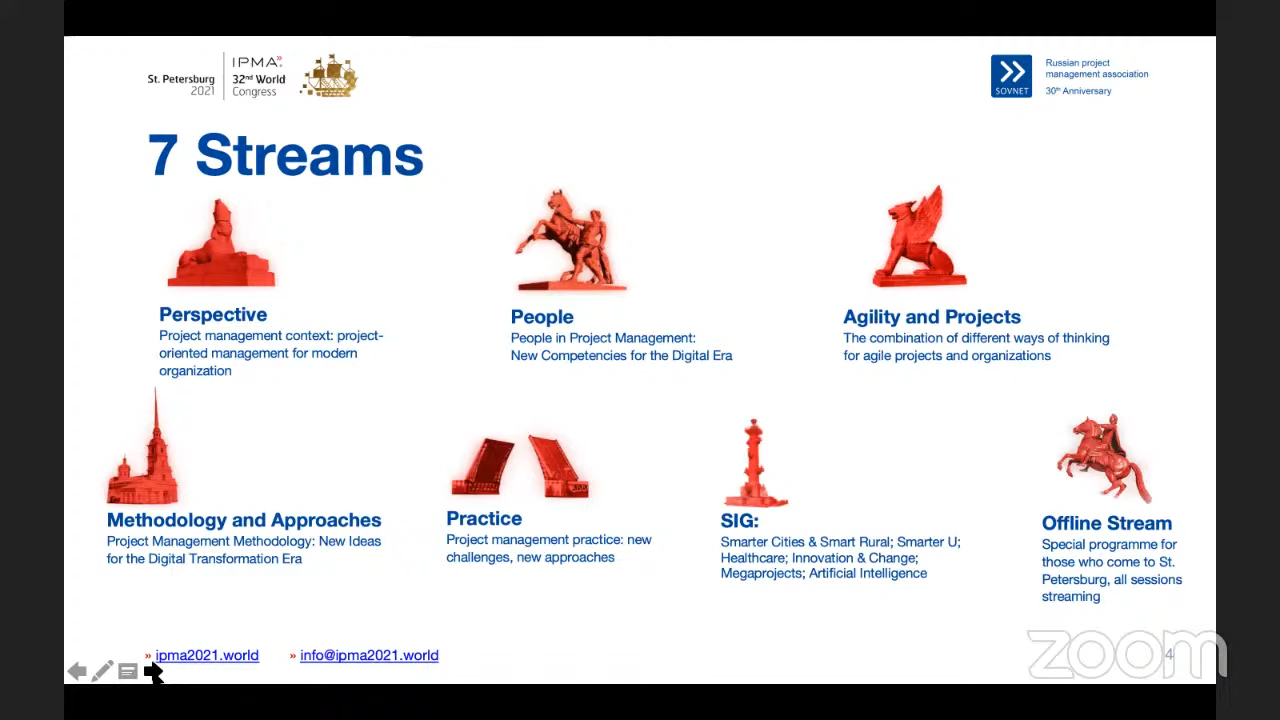 St. Petersburg
2021
IPMA»
32nd World
Congress
SOVNET
Russian project
management association
30th Anniversary
7 Streams
Perspective
Project management context: project-
oriented management for modern
organization
People
People in Project Management:
New Competencies for the Digital Era
Agility and Projects
The combination of different ways of thinking
for agile projects and organizations
Methodology and Approaches
Project Management Methodology: New Ideas
for the Digital Transformation Era
Practice
Project management practice: new
challenges, new approaches
SIG:
Smarter Cities & Smart Rural; Smarter U;
Healthcare; Innovation & Change;
Megaprojects; Artificial Intelligence
Offline Stream
Special programme for
those who come to St.
Petersburg, all sessions
streaming
» ipma2021.world
» info@ipma2021.world
4
zoom